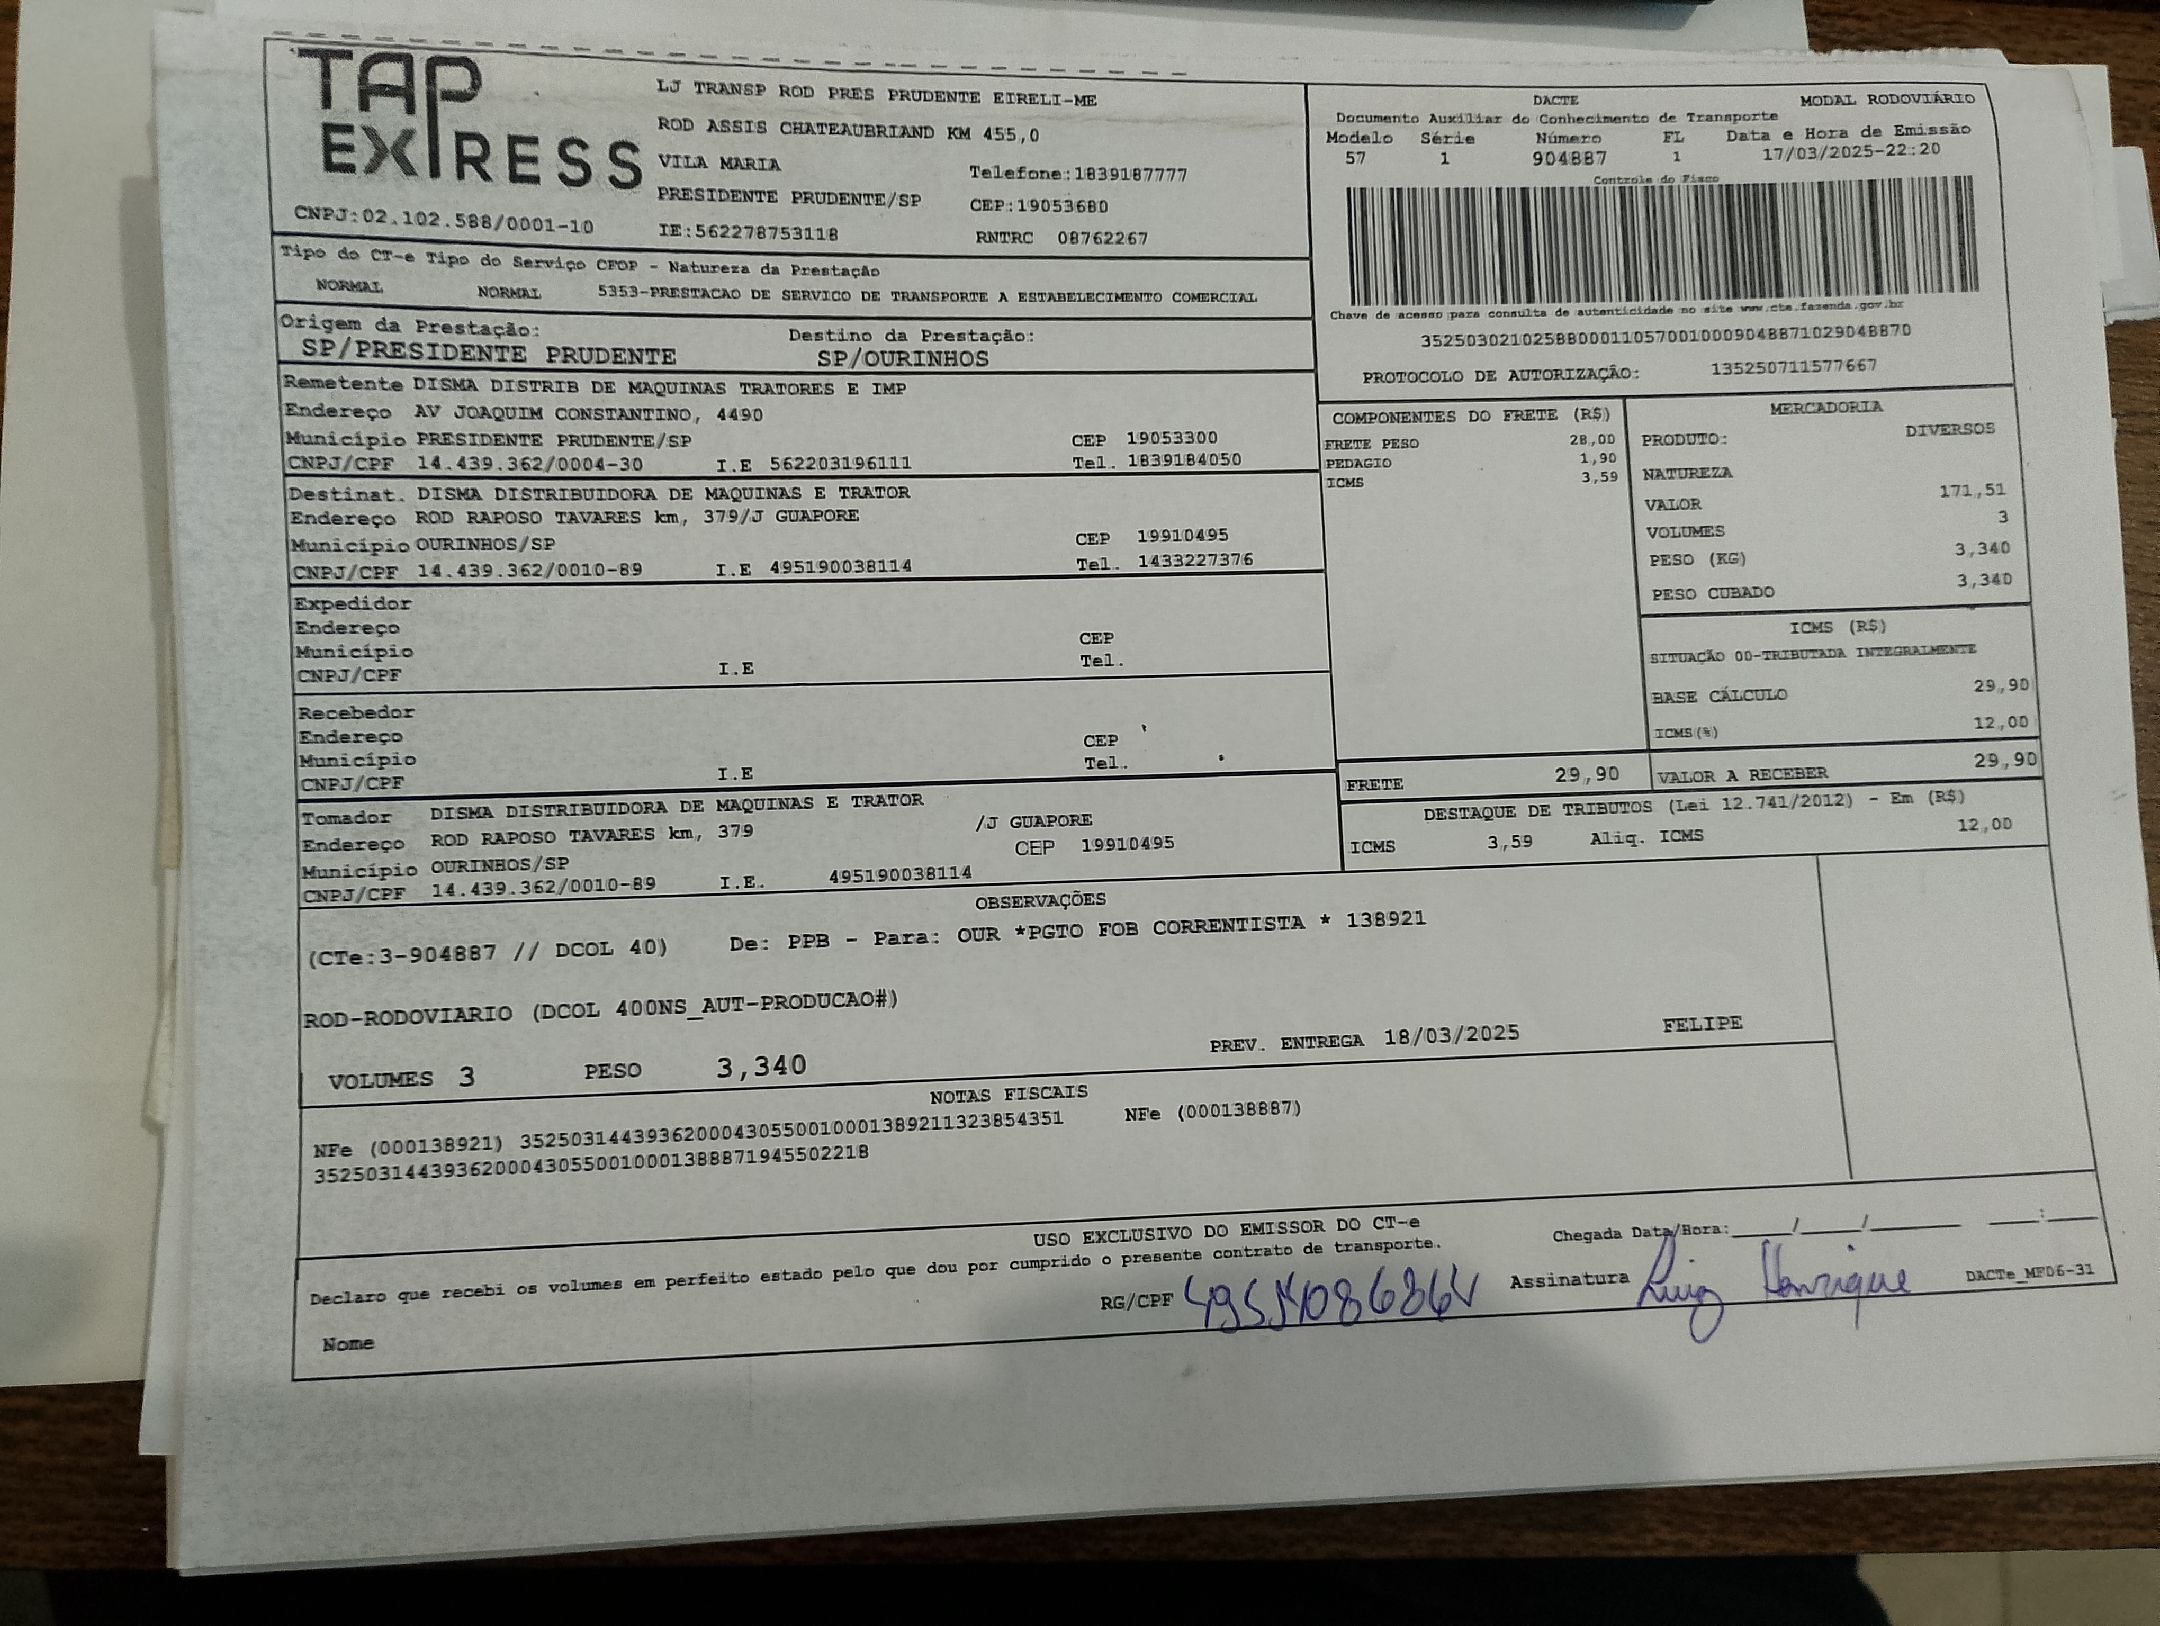 TAP EXPRESS
CNPJ:02.102.588/0001-10
LJ TRANSP ROD PRES PRUDENTE EIRELI-ME
ROD ASSIS CHATEAUBRIAND KM 455,0
VILA MARIA Telefone:1839187777
PRESIDENTE PRUDENTE/SP CEP:19053680
IE:562278753118 RNTRC 08762267
DACTE MODAL RODOVIÁRIO
Documento Auxiliar do Conhecimento de Transporte
Modelo Série Número FL Data e Hora de Emissão
57 1 904887 1 17/03/2025-22:20
Controle do Fisco
Chave de acesso para consulta de autenticidade no site www.cte.fazenda.gov.br
35250302102588000110570010009048871029048870
PROTOCOLO DE AUTORIZAÇÃO: 135250711577667
Tipo do CT-e Tipo do Serviço CFOP - Natureza da Prestação
NORMAL NORMAL 5353-PRESTACAO DE SERVICO DE TRANSPORTE A ESTABELECIMENTO COMERCIAL
Origem da Prestação: Destino da Prestação:
SP/PRESIDENTE PRUDENTE SP/OURINHOS
Remetente DISMA DISTRIB DE MAQUINAS TRATORES E IMP
Endereço AV JOAQUIM CONSTANTINO, 4490
Município PRESIDENTE PRUDENTE/SP CEP 19053300
CNPJ/CPF 14.439.362/0004-30 I.E 562203196111 Tel. 1839184050
Destinat. DISMA DISTRIBUIDORA DE MAQUINAS E TRATOR
Endereço ROD RAPOSO TAVARES km, 379/J GUAPORE
Município OURINHOS/SP CEP 19910495
CNPJ/CPF 14.439.362/0010-89 I.E 495190038114 Tel. 1433227376
Expedidor
Endereço
Município CEP
CNPJ/CPF I.E Tel.
Recebedor
Endereço
Município CEP
CNPJ/CPF I.E Tel.
Tomador DISMA DISTRIBUIDORA DE MAQUINAS E TRATOR
Endereço ROD RAPOSO TAVARES km, 379 /J GUAPORE
Município OURINHOS/SP CEP 19910495
CNPJ/CPF 14.439.362/0010-89 I.E. 495190038114
COMPONENTES DO FRETE (R$)
FRETE PESO 28,00
PEDAGIO 1,90
ICMS 3,59
MERCADORIA
PRODUTO: DIVERSOS
NATUREZA
VALOR 171,51
VOLUMES 3
PESO (KG) 3,340
PESO CUBADO 3,340
ICMS (R$)
SITUAÇÃO 00-TRIBUTADA INTEGRALMENTE
BASE CÁLCULO 29,90
ICMS(%) 12,00
FRETE 29,90 VALOR A RECEBER 29,90
DESTAQUE DE TRIBUTOS (Lei 12.741/2012) - Em (R$)
ICMS 3,59 Aliq. ICMS 12,00
OBSERVAÇÕES
(CTe:3-904887 // DCOL 40) De: PPB - Para: OUR *PGTO FOB CORRENTISTA * 138921
ROD-RODOVIARIO (DCOL 400NS_AUT-PRODUCAO#)
VOLUMES 3 PESO 3,340 PREV. ENTREGA 18/03/2025 FELIPE
NOTAS FISCAIS
NFe (000138921) 35250314439362000430550010001389211323854351 NFe (000138887)
35250314439362000430550010001388871945502218
USO EXCLUSIVO DO EMISSOR DO CT-e
Declaro que recebi os volumes em perfeito estado pelo que dou por cumprido o presente contrato de transporte.
Chegada Data/Hora:____/____/______ ___:____
Nome RG/CPF Assinatura Luiz Henrique DACTe_MF06-31